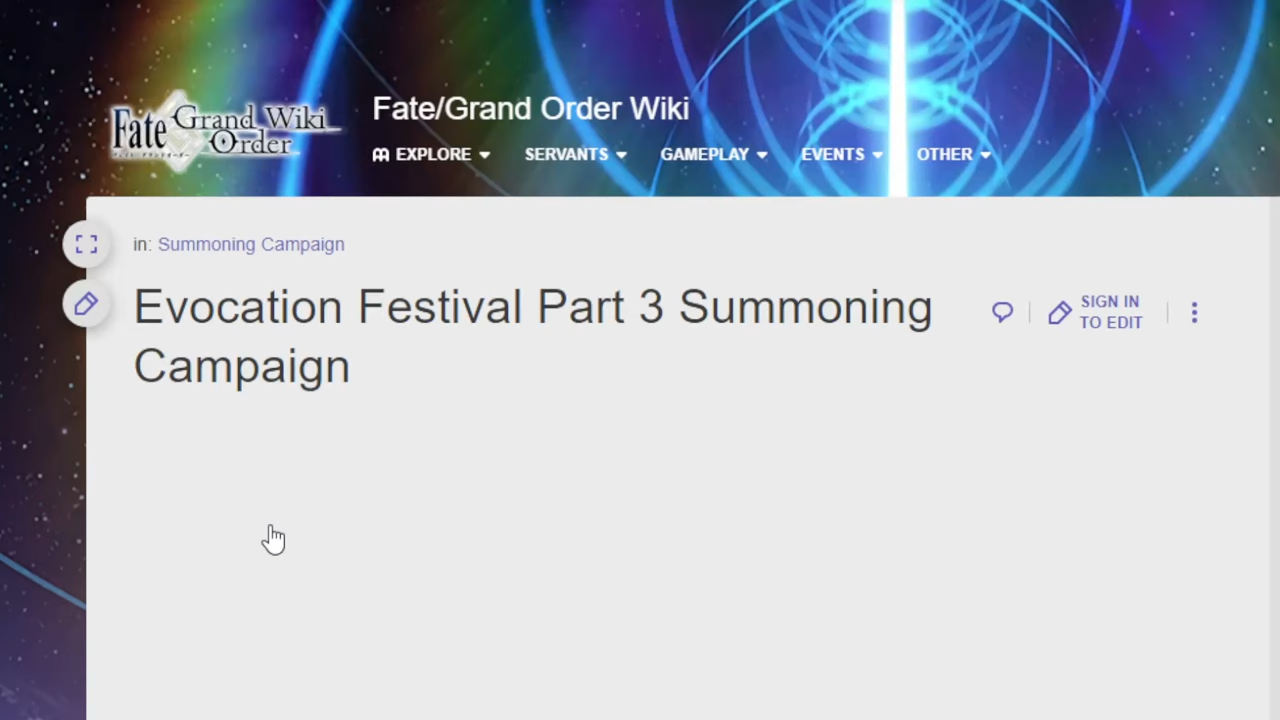 Fate Grand Wiki
Order
Fate/Grand Order Wiki
EXPLORE SERVANTS GAMEPLAY EVENTS OTHER
in: Summoning Campaign
Evocation Festival Part 3 Summoning
Campaign
SIGN IN
TO EDIT